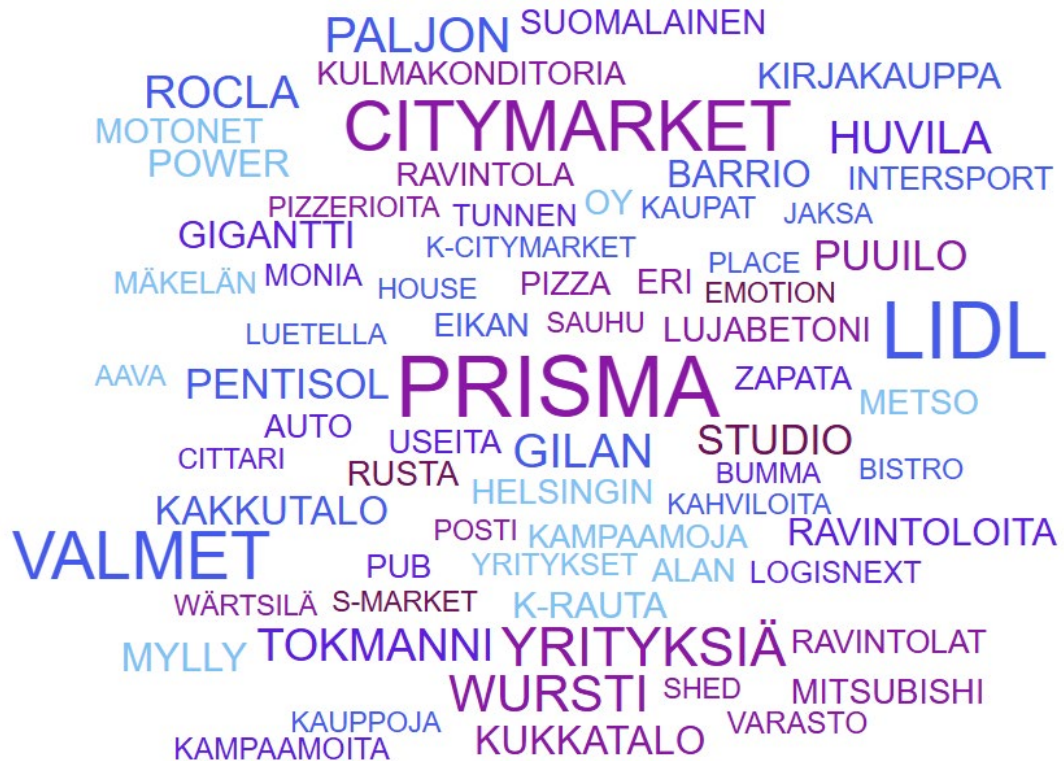 PALJON SUOMALAINEN
ROCLA KULMAKONDITORIA KIRJAKAUPPA
MOTONET CITYMARKET HUVILA
POWER RAVINTOLA BARRIO INTERSPORT
PIZZERIOITA TUNNEN OY KAUPAT JAKSA
GIGANTTI K-CITYMARKET PLACE PUUILO
MÄKELÄN MONIA HOUSE PIZZA ERI EMOTION
LUETELLA EIKAN SAUHU LUJABETONI LIDL
AAVA PENTISOL PRISMA ZAPATA METSO
AUTO USEITA GILAN STUDIO
CITTARI RUSTA BUMMA BISTRO
KAKKUTALO HELSINGIN KAHVILOITA
VALMET POSTI KAMPAAMOJA RAVINTOLOITA
PUB YRITYKSET ALAN LOGISNEXT
WÄRTSILÄ S-MARKET K-RAUTA
MYLLY TOKMANNI YRITYKSIÄ RAVINTOLAT
WURSTI SHED MITSUBISHI
KAUPPOJA VARASTO
KAMPAAMOITA KUKKATALO